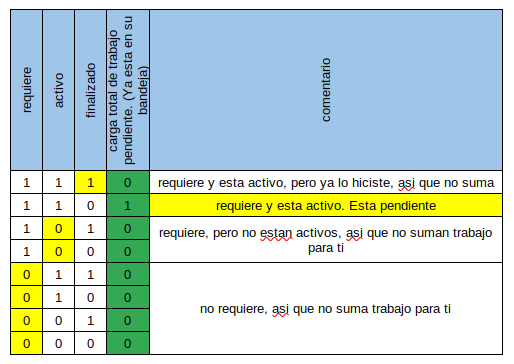 requiere
activo
finalizado
carga total de trabajo
pendiente. (Ya esta en su
bandeja)
comentario
1 1 1 0 requiere y esta activo, pero ya lo hiciste, asi que no suma
1 1 0 1 requiere y esta activo. Esta pendiente
1 0 1 0 requiere, pero no estan activos, asi que no suman trabajo
1 0 0 0 para ti
0 1 1 0
0 1 0 0
no requiere, asi que no suma trabajo para ti
0 0 1 0
0 0 0 0